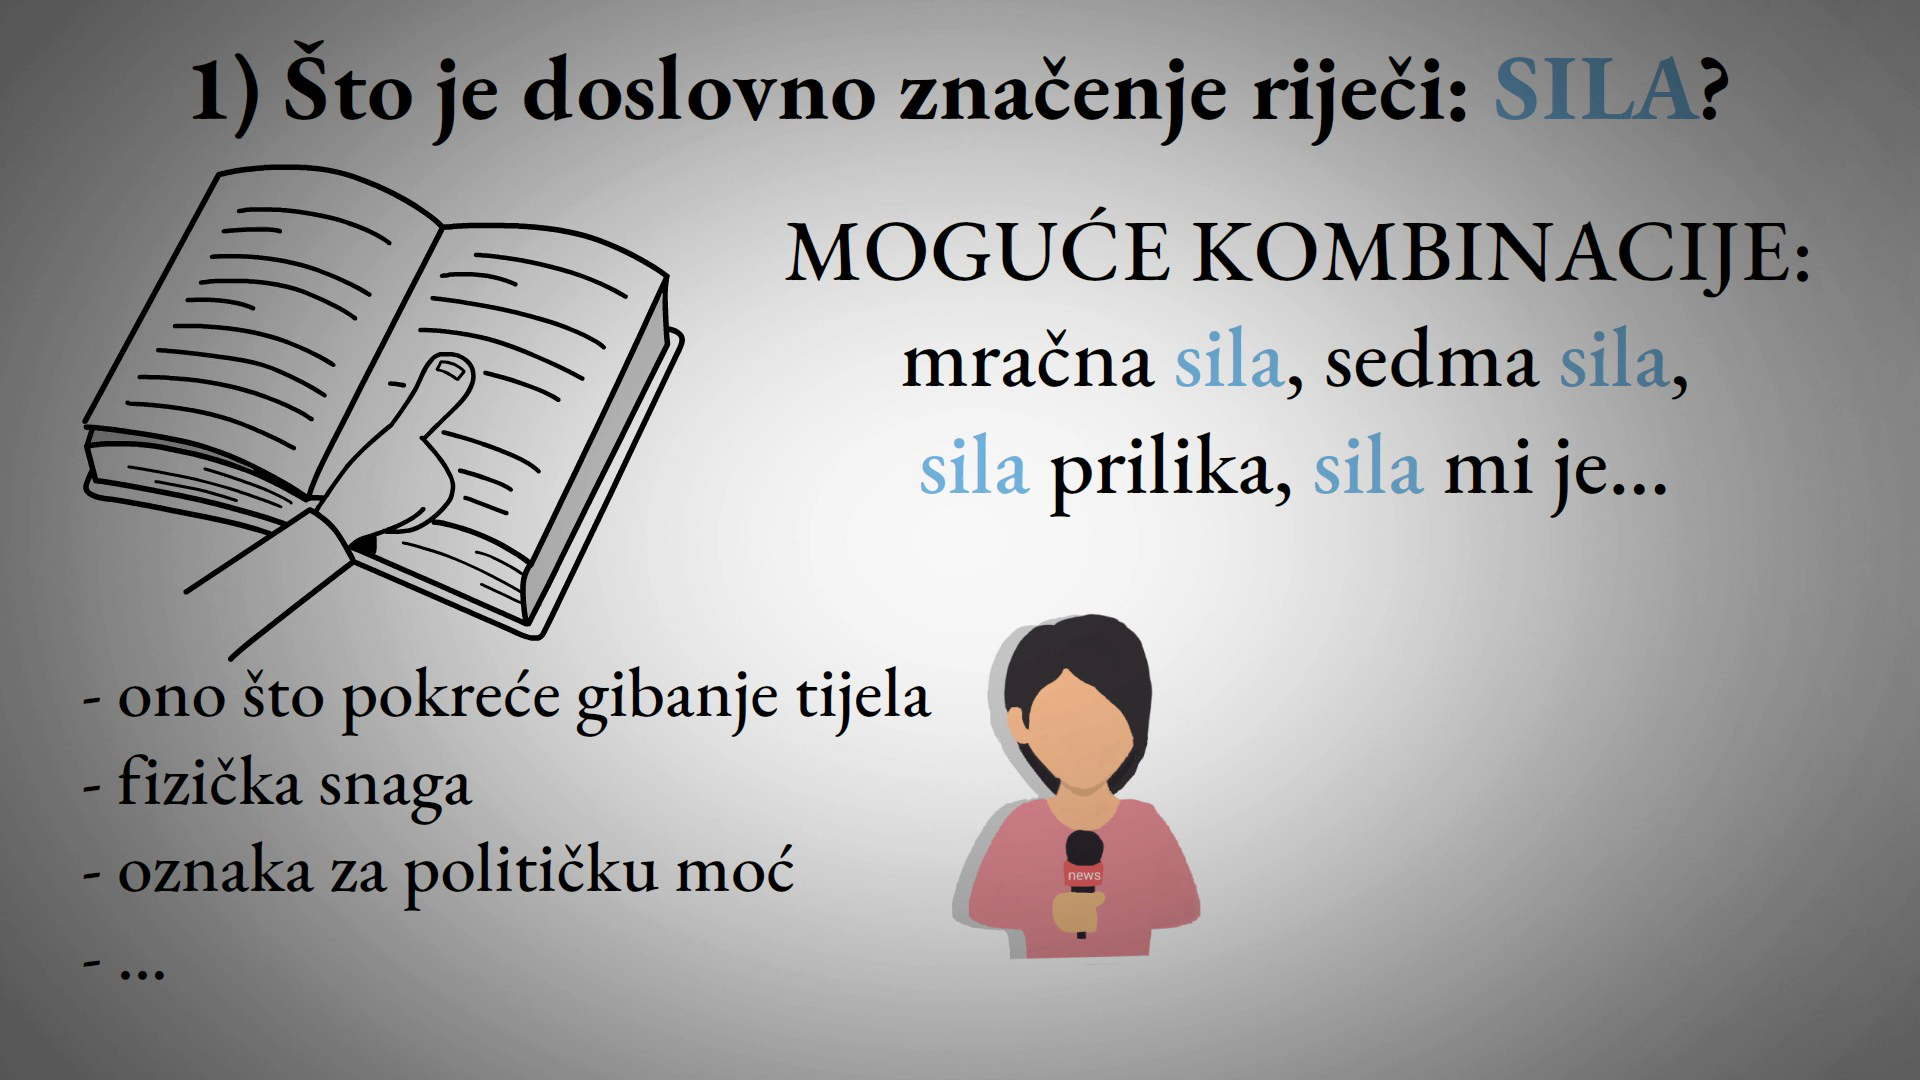 1) Što je doslovno značenje riječi: SILA?
MOGUĆE KOMBINACIJE:
mračna sila, sedma sila,
sila prilika, sila mi je...
- ono što pokreće gibanje tijela
- fizička snaga
- oznaka za političku moć
- ...
news